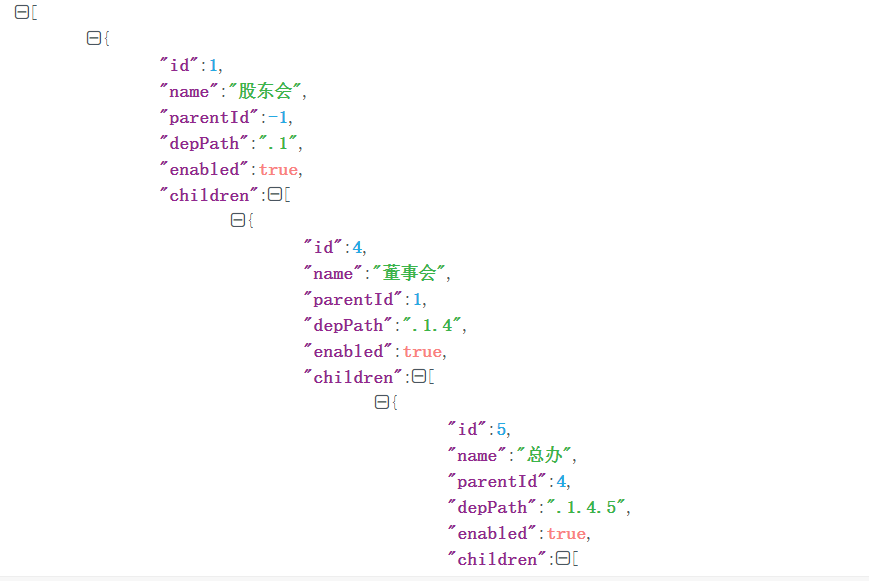 [
{
"id":1,
"name":"股东会",
"parentId":-1,
"depPath":".1",
"enabled":true,
"children":[
{
"id":4,
"name":"董事会",
"parentId":1,
"depPath":".1.4",
"enabled":true,
"children":[
{
"id":5,
"name":"总办",
"parentId":4,
"depPath":".1.4.5",
"enabled":true,
"children":[